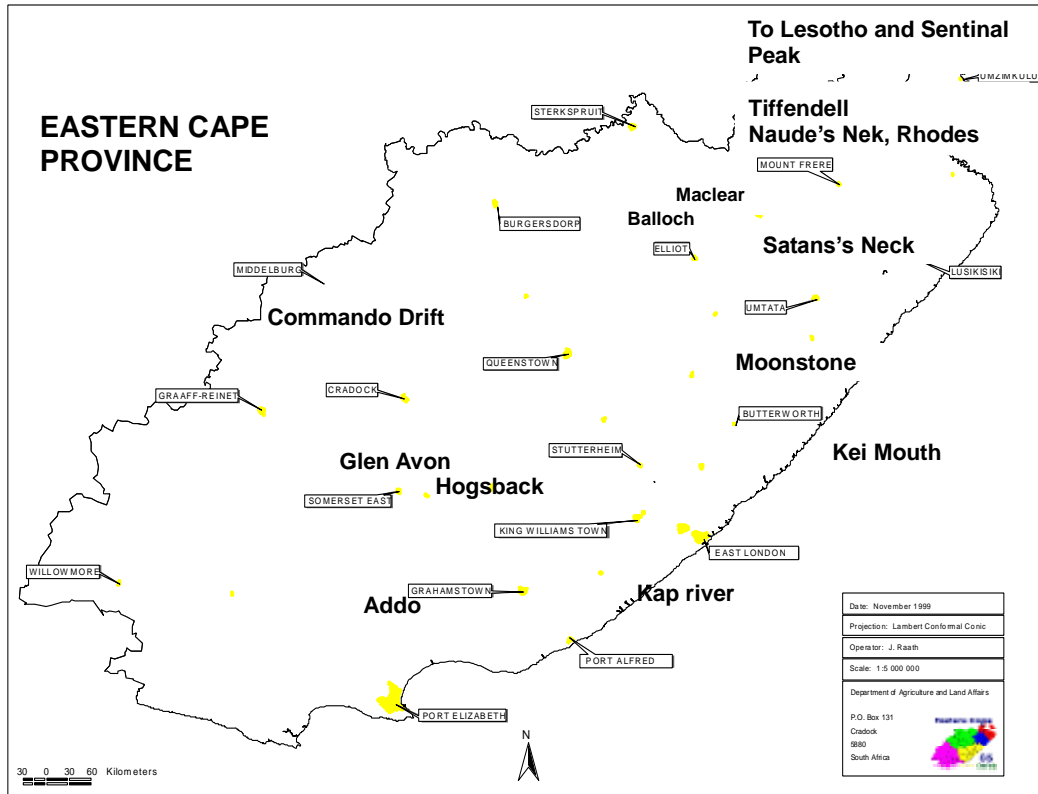 To Lesotho and Sentinal
Peak
UMZIMKULU
EASTERN CAPE
PROVINCE
STERKSPRUIT
Tiffendell
Naude's Nek, Rhodes
MOUNT FRERE
Maclear
Balloch
BURGERSDORP
ELLIOT
Satans's Neck
MIDDELBURG
LUSIKISIKI
Commando Drift
UMTATA
QUEENSTOWN
Moonstone
GRAAFF-REINET
CRADOCK
BUTTERWORTH
STUTTERHEIM
Kei Mouth
Glen Avon
Hogsback
SOMERSET EAST
KING WILLIAMS TOWN
EAST LONDON
WILLOWMORE
GRAHAMSTOWN
Kap river
Addo
PORT ALFRED
PORT ELIZABETH
N
30 0 30 60 Kilometers
Date: November 1999
Projection: Lambert Conformal Conic
Operator: J. Raath
Scale: 1:5 000 000
Department of Agriculture and Land Affairs
P.O. Box 131
Cradock
5880
South Africa